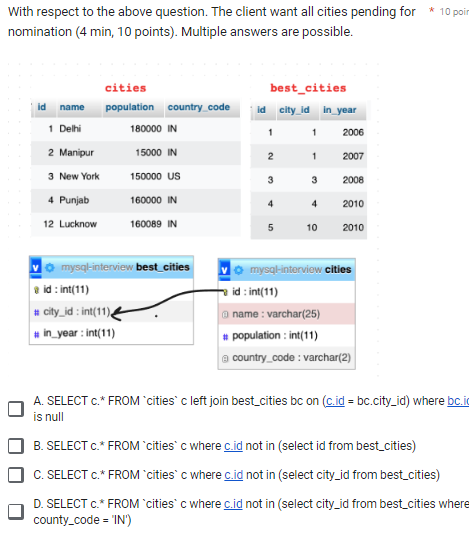 With respect to the above question. The client want all cities pending for * 10 poin
nomination (4 min, 10 points). Multiple answers are possible.
cities best_cities
id name population country_code id city_id in_year
1 Delhi 180000 IN 1 1 2006
2 Manipur 15000 IN 2 1 2007
3 New York 150000 US 3 3 2008
4 Punjab 160000 IN 4 4 2010
12 Lucknow 160089 IN 5 10 2010
v mysql-interview best_cities v mysql-interview cities
id : int(11) id : int(11)
# city_id : int(11) name : varchar(25)
# in_year : int(11) # population : int(11)
country_code : varchar(2)
A. SELECT c.* FROM `cities` c left join best_cities bc on (c.id = bc.city_id) where bc.id
is null
B. SELECT c.* FROM `cities` c where c.id not in (select id from best_cities)
C. SELECT c.* FROM `cities` c where c.id not in (select city_id from best_cities)
D. SELECT c.* FROM `cities` c where c.id not in (select city_id from best_cities where
county_code = 'IN')